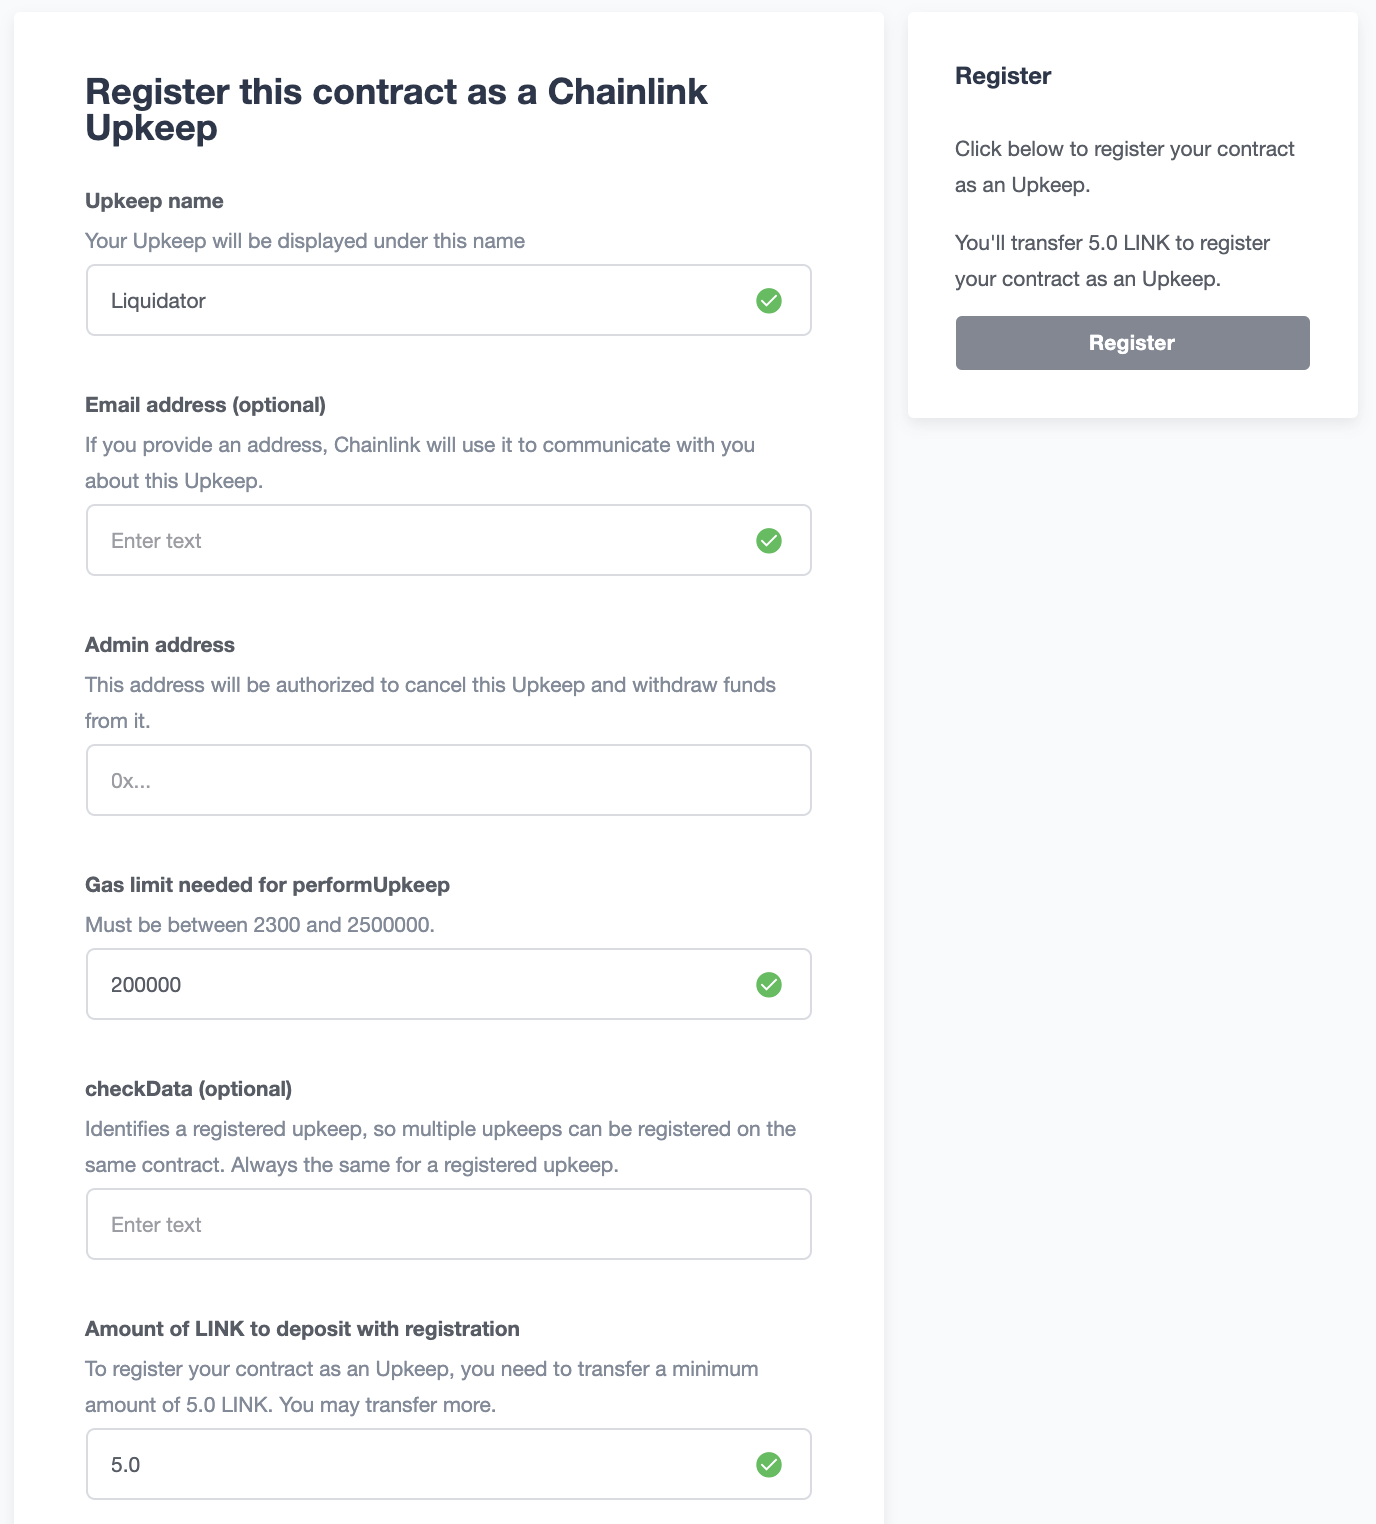 Register this contract as a Chainlink
Upkeep
Upkeep name
Your Upkeep will be displayed under this name
Liquidator
Email address (optional)
If you provide an address, Chainlink will use it to communicate with you
about this Upkeep.
Enter text
Admin address
This address will be authorized to cancel this Upkeep and withdraw funds
from it.
0x...
Gas limit needed for performUpkeep
Must be between 2300 and 2500000.
200000
checkData (optional)
Identifies a registered upkeep, so multiple upkeeps can be registered on the
same contract. Always the same for a registered upkeep.
Enter text
Amount of LINK to deposit with registration
To register your contract as an Upkeep, you need to transfer a minimum
amount of 5.0 LINK. You may transfer more.
5.0
Register
Click below to register your contract
as an Upkeep.
You'll transfer 5.0 LINK to register
your contract as an Upkeep.
Register